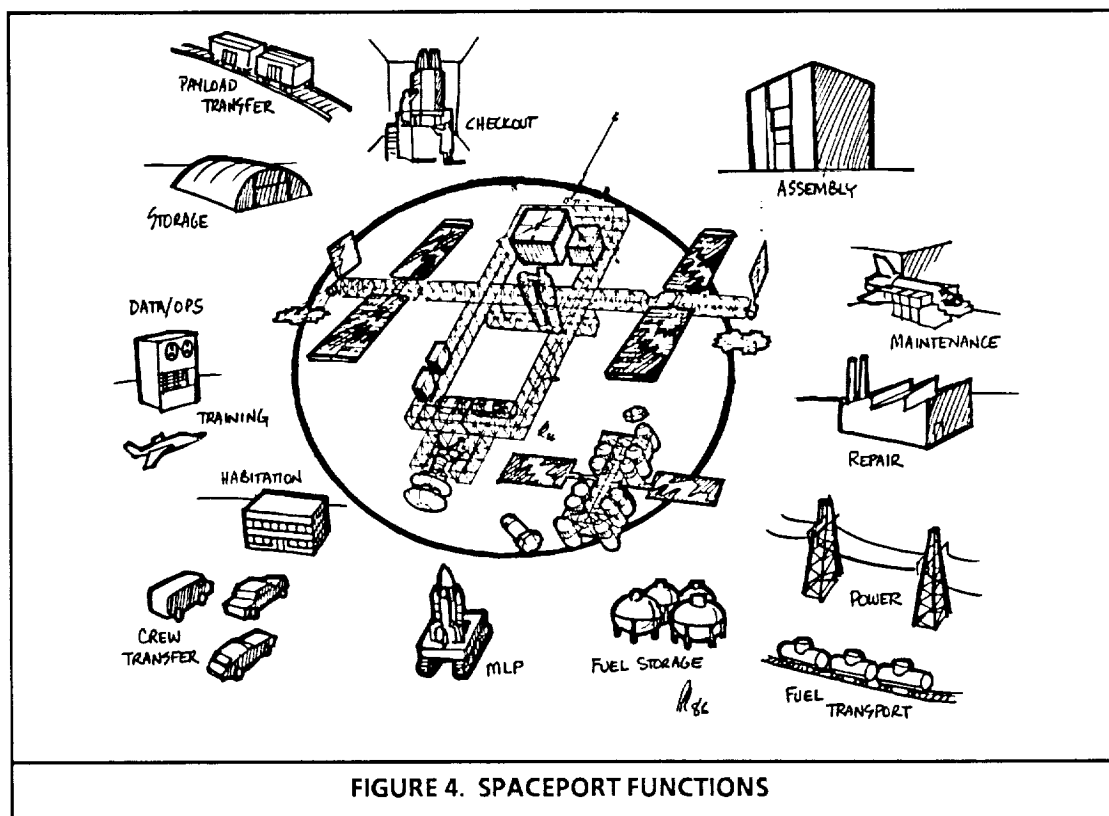 PAYLOAD
TRANSFER
CHECKOUT
ASSEMBLY
STORAGE
DATA/OPS
MAINTENANCE
TRAINING
REPAIR
HABITATION
POWER
CREW
TRANSFER
MLP
FUEL STORAGE
86
FUEL
TRANSPORT
FIGURE 4. SPACEPORT FUNCTIONS